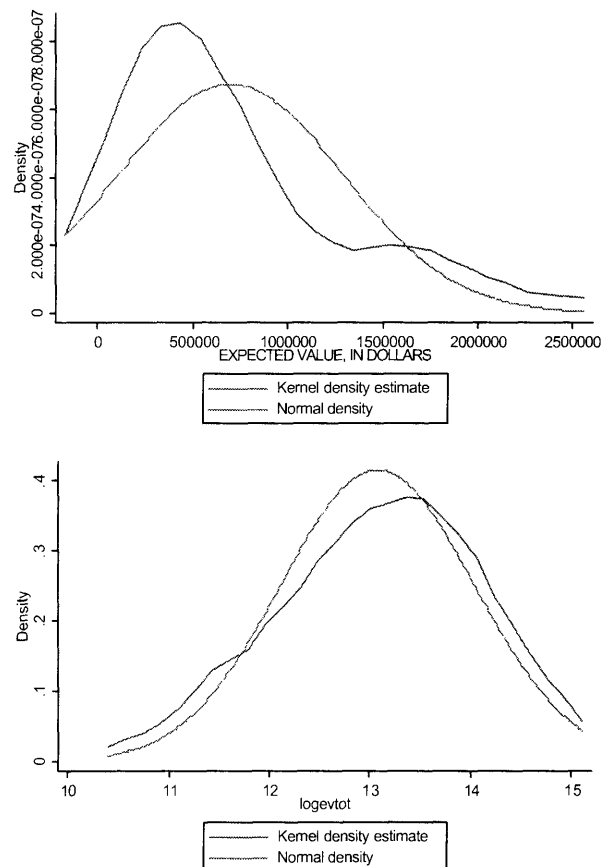 Density
0 2.000e-074.000e-076.000e-078.000e-07
0 500000 1000000 1500000 2000000 2500000
EXPECTED VALUE, IN DOLLARS
Kernel density estimate
Normal density
Density
0 .1 .2 .3 .4
10 11 12 13 14 15
logevtot
Kernel density estimate
Normal density